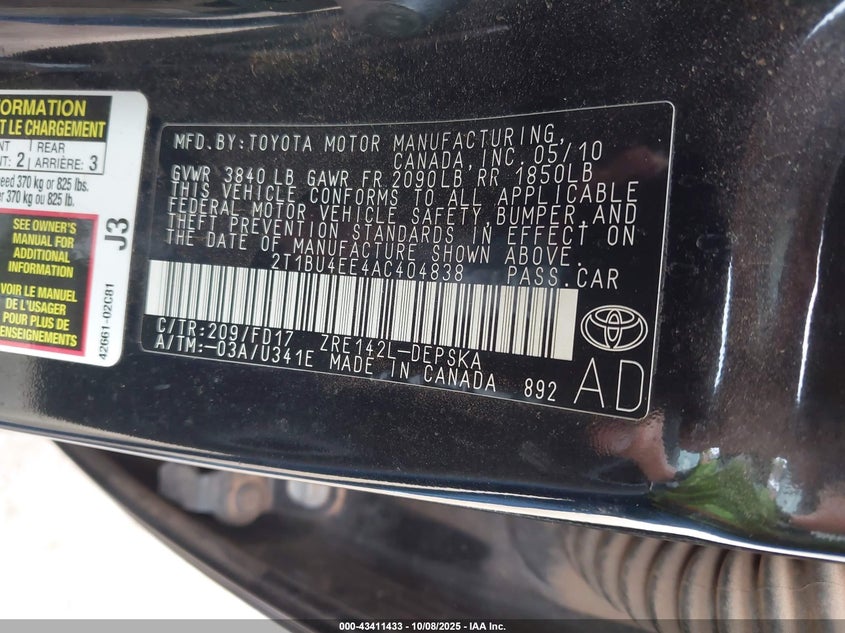 ORMATION
T LE CHARGEMENT
NT REAR
NT: 2 ARRIÈRE: 3
eed 370 kg or 825 lbs.
r 370 kg ou 825 lb.
SEE OWNER'S
MANUAL FOR
ADDITIONAL
INFORMATION
VOIR LE MANUEL
DE L'USAGER
POUR PLUS DE
RENSEIGNEMENTS
J3
42661-02C81
MFD. BY: TOYOTA MOTOR MANUFACTURING,
CANADA, INC. 05/10
GVWR 3840 LB GAWR FR 2090LB RR 1850LB
THIS VEHICLE CONFORMS TO ALL APPLICABLE
FEDERAL MOTOR VEHICLE SAFETY, BUMPER, AND
THEFT PREVENTION STANDARDS IN EFFECT ON
THE DATE OF MANUFACTURE SHOWN ABOVE.
2T1BU4EE4AC404838 PASS. CAR
C/TR: 209/FD17 ZRE142L-DEPSKA
A/TM: -03A/U341E MADE IN CANADA 892
AD
000-43411433 - 10/08/2025 - IAA Inc.